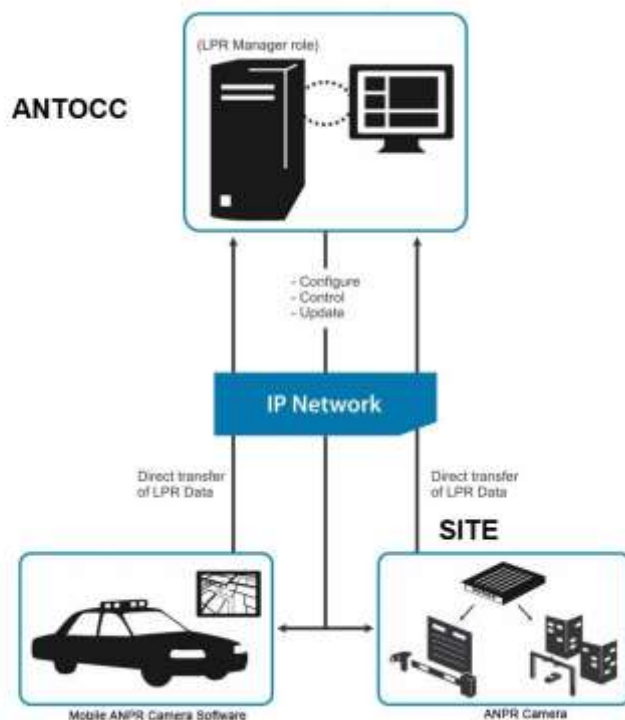 (LPR Manager role)
ANTOCC
- Configure
- Control
- Update
IP Network
Direct transfer
of LPR Data
Direct transfer
of LPR Data
SITE
Mobile ANPR Camera Software
ANPR Camera